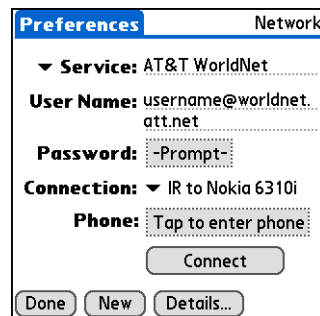 Preferences Network
Service: AT&T WorldNet
User Name: username@worldnet.
att.net
Password: -Prompt-
Connection: IR to Nokia 6310i
Phone: Tap to enter phone
Connect
Done New Details...